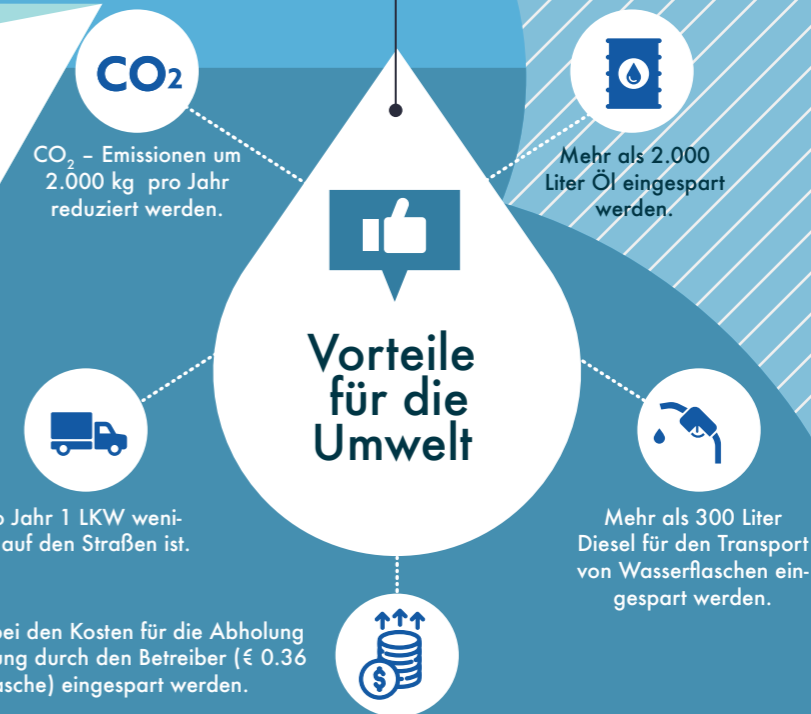 CO₂
CO₂ – Emissionen um
2.000 kg pro Jahr
reduziert werden.
Mehr als 2.000
Liter Öl eingespart
werden.
Vorteile
für die
Umwelt
Jahr 1 LKW weni-
auf den Straßen ist.
Mehr als 300 Liter
Diesel für den Transport
von Wasserflaschen ein-
gespart werden.
bei den Kosten für die Abholung
ung durch den Betreiber (€ 0.36
asche) eingespart werden.
$